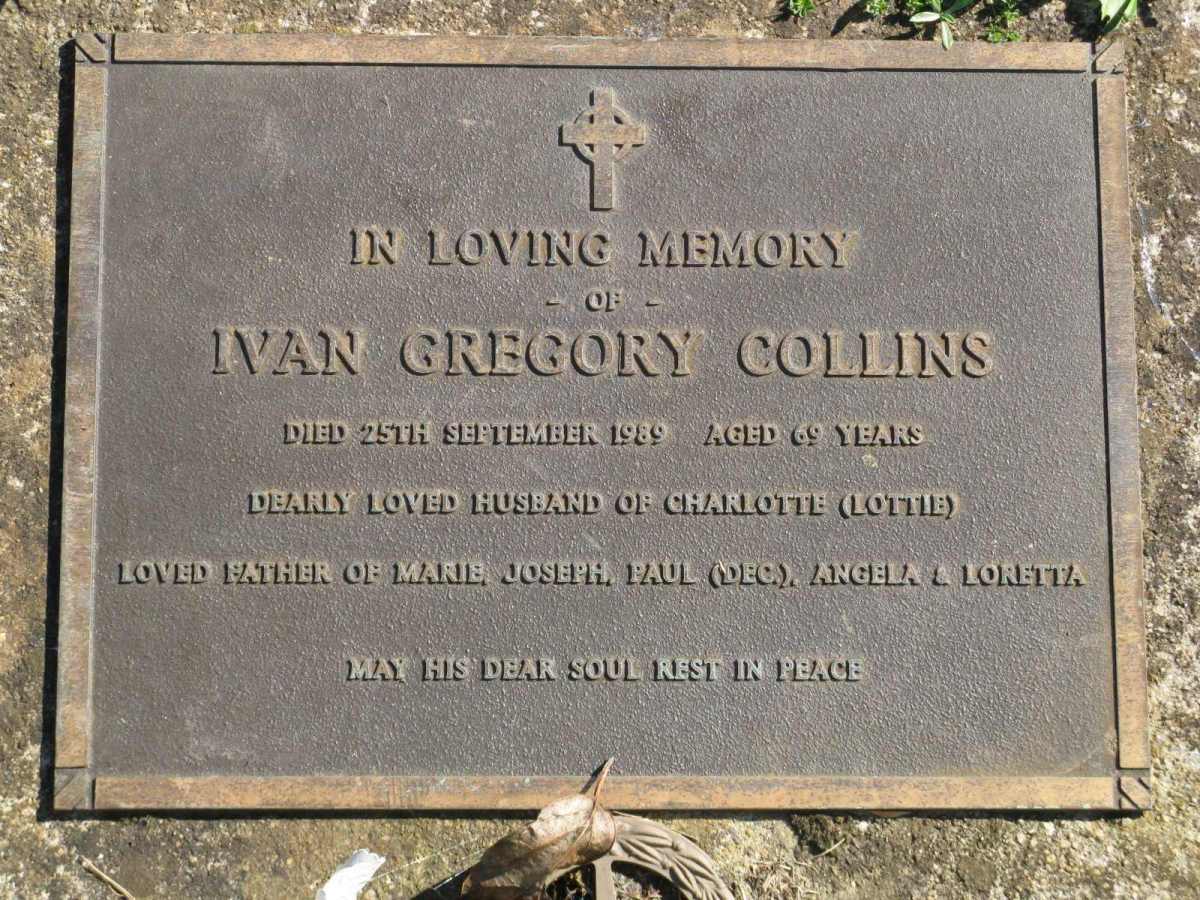 IN LOVING MEMORY
- OF -
IVAN GREGORY COLLINS
DIED 25TH SEPTEMBER 1989 AGED 69 YEARS
DEARLY LOVED HUSBAND OF CHARLOTTE (LOTTIE)
LOVED FATHER OF MARIE, JOSEPH, PAUL (DEC.), ANGELA & LORETTA
MAY HIS DEAR SOUL REST IN PEACE